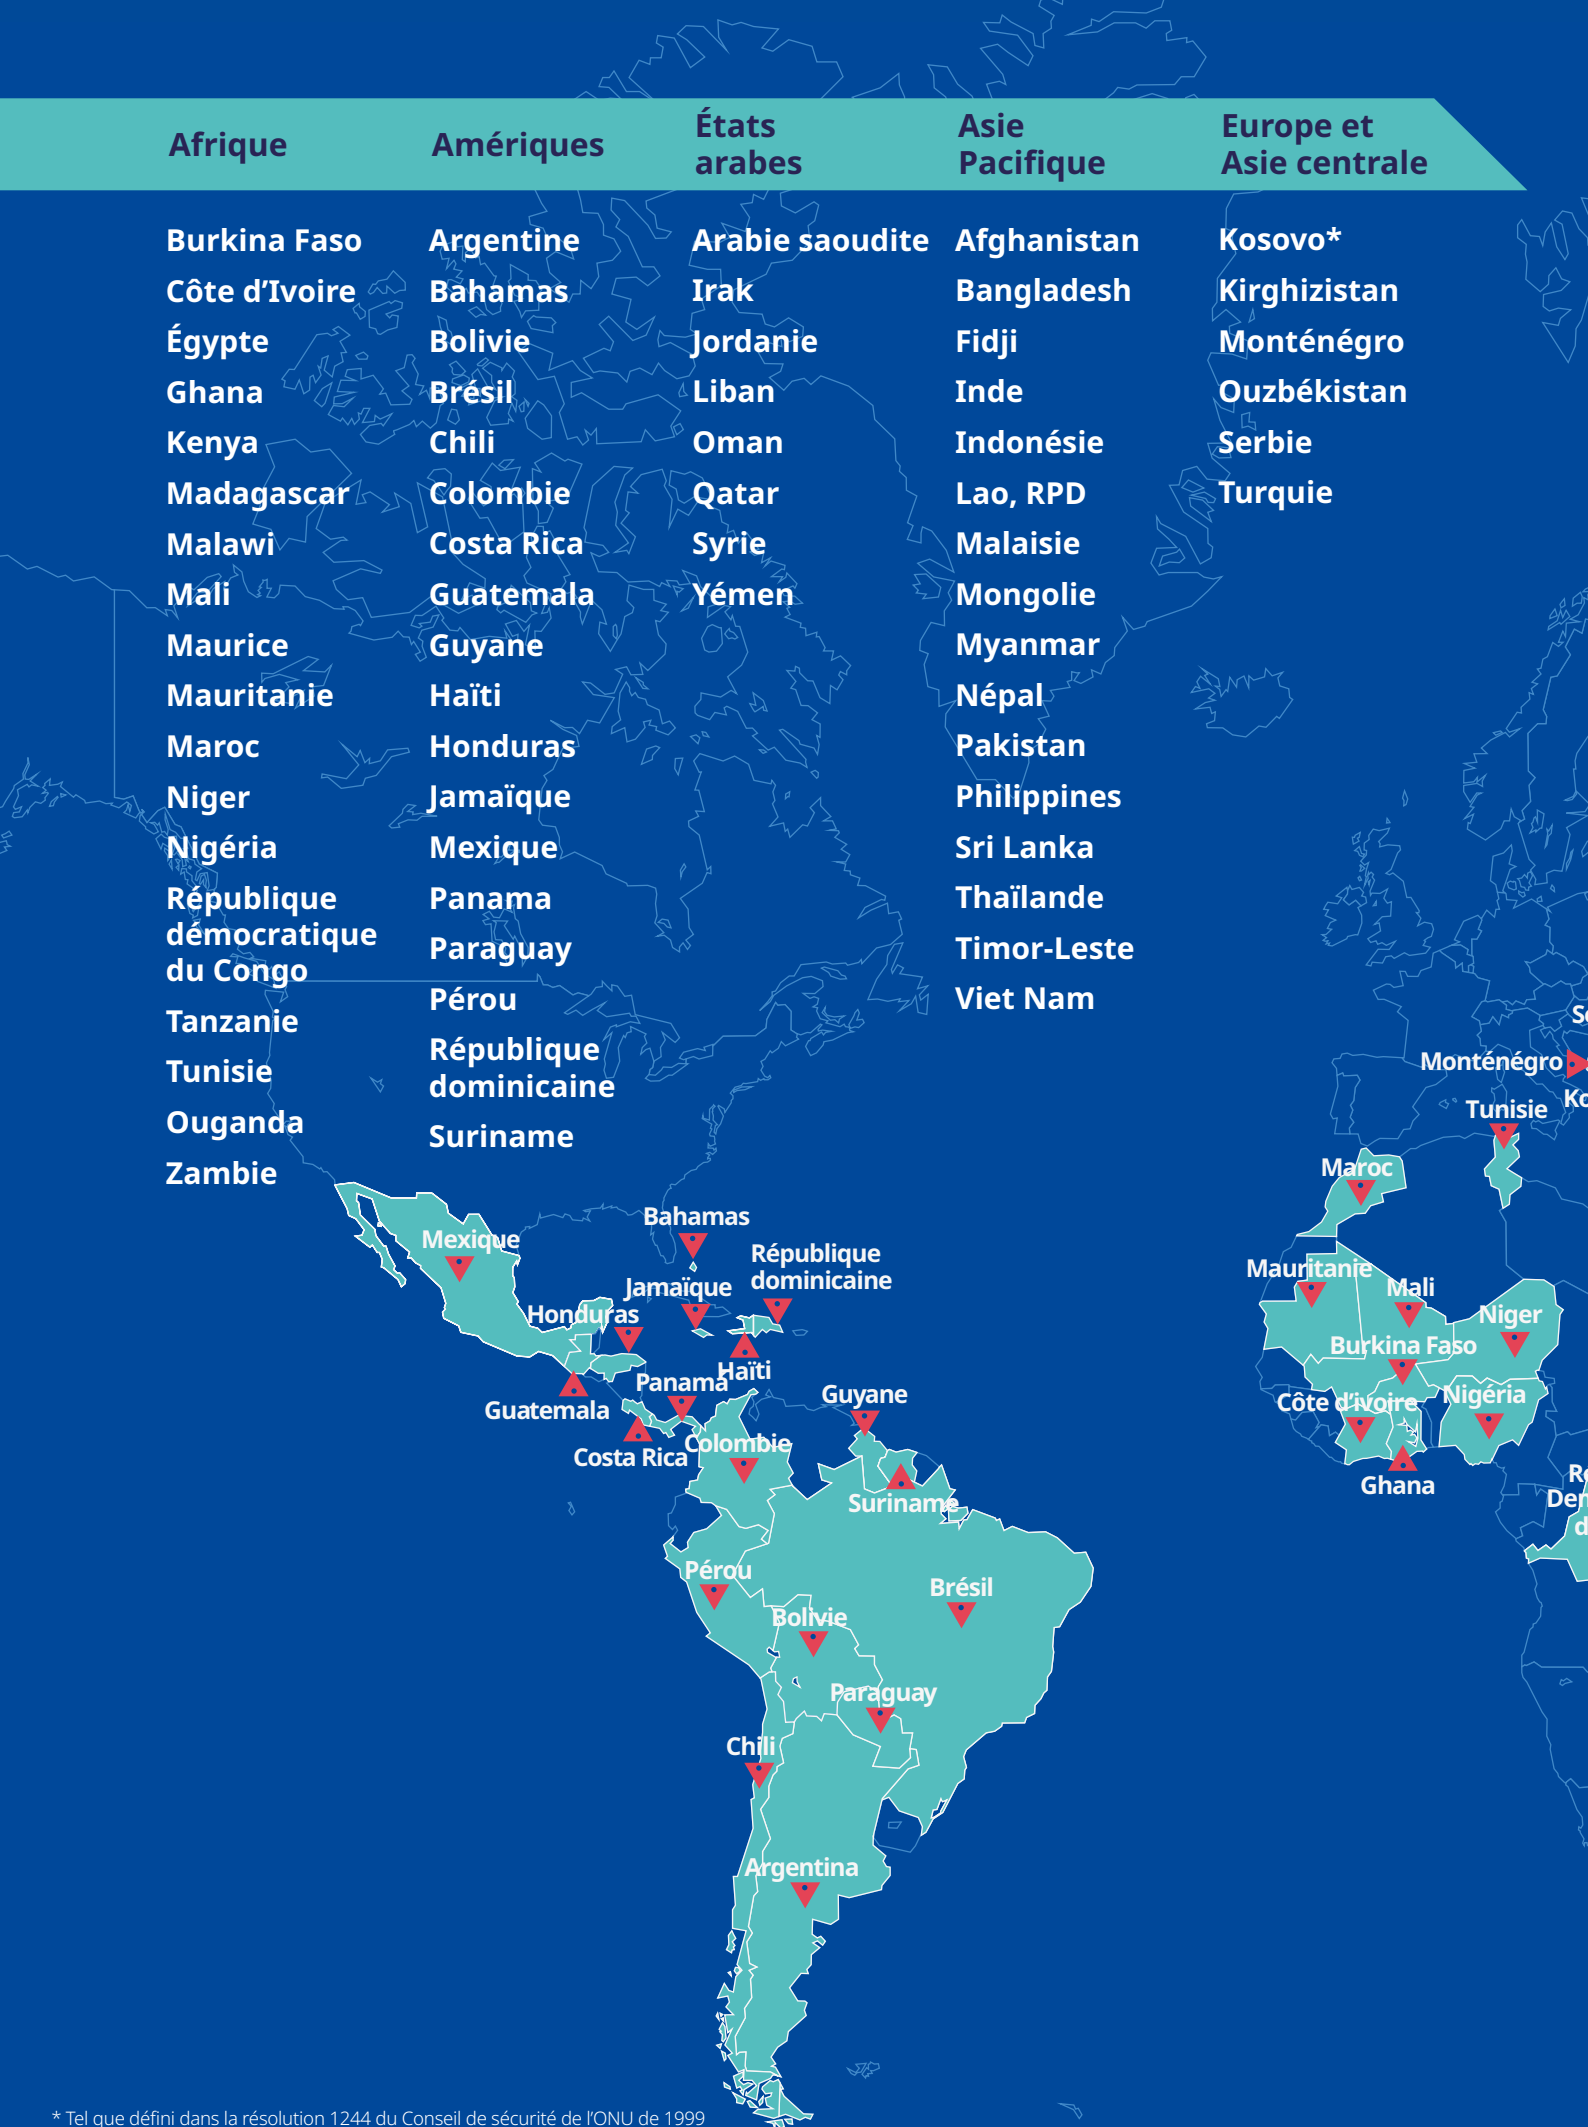 Afrique
Burkina Faso
Côte d’Ivoire
Égypte
Ghana
Kenya
Madagascar
Malawi
Mali
Maurice
Mauritanie
Maroc
Niger
Nigéria
République
démocratique
du Congo
Tanzanie
Tunisie
Ouganda
Zambie
Amériques
Argentine
Bahamas
Bolivie
Brésil
Chili
Colombie
Costa Rica
Guatemala
Guyane
Haïti
Honduras
Jamaïque
Mexique
Panama
Paraguay
Pérou
République
dominicaine
Suriname
États
arabes
Arabie saoudite
Irak
Jordanie
Liban
Oman
Qatar
Syrie
Yémen
Asie
Pacifique
Afghanistan
Bangladesh
Fidji
Inde
Indonésie
Lao, RPD
Malaisie
Mongolie
Myanmar
Népal
Pakistan
Philippines
Sri Lanka
Thaïlande
Timor-Leste
Viet Nam
Europe et
Asie centrale
Kosovo*
Kirghizistan
Monténégro
Ouzbékistan
Serbie
Turquie
Monténégro
Tunisie
Maroc
Mauritanie
Mali
Niger
Burkina Faso
Côte d’ivoire
Nigéria
Ghana
Mexique
Bahamas
République
dominicaine
Jamaïque
Honduras
Haïti
Panama
Guatemala
Guyane
Costa Rica
Colombie
Suriname
Pérou
Brésil
Bolivie
Paraguay
Chili
Argentina
* Tel que défini dans la résolution 1244 du Conseil de sécurité de l’ONU de 1999